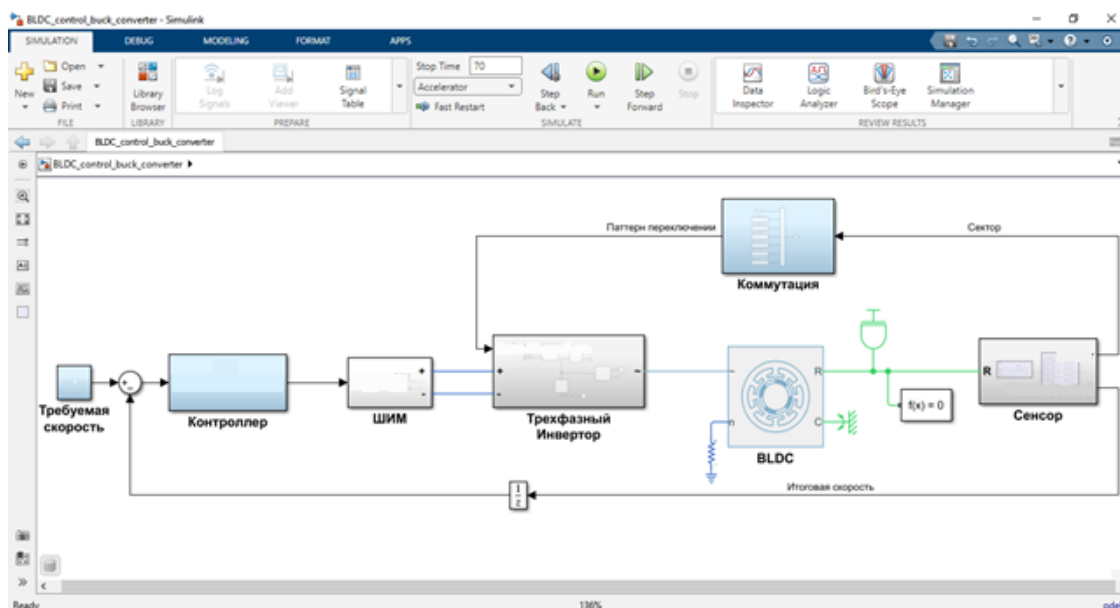 BLDC_control_buck_converter - Simulink
SIMULATION DEBUG MODELING FORMAT APPS
New
Open
Save
Print
FILE
Library
Browser
LIBRARY
Log
Signals
Add
Viewer
Signal
Table
PREPARE
Stop Time 70
Accelerator
Fast Restart
Step
Back
Run
Step
Forward
Stop
SIMULATE
Data
Inspector
Logic
Analyzer
Bird's-Eye
Scope
Simulation
Manager
REVIEW RESULTS
BLDC_control_buck_converter
BLDC_control_buck_converter
Паттерн переключении
Сектор
Коммутация
Требуемая
скорость
Контроллер
ШИМ
Трехфазный
Инвертор
R
n
C
BLDC
f(x) = 0
R
Сенсор
Итоговая скорость
1
z
Ready
136%